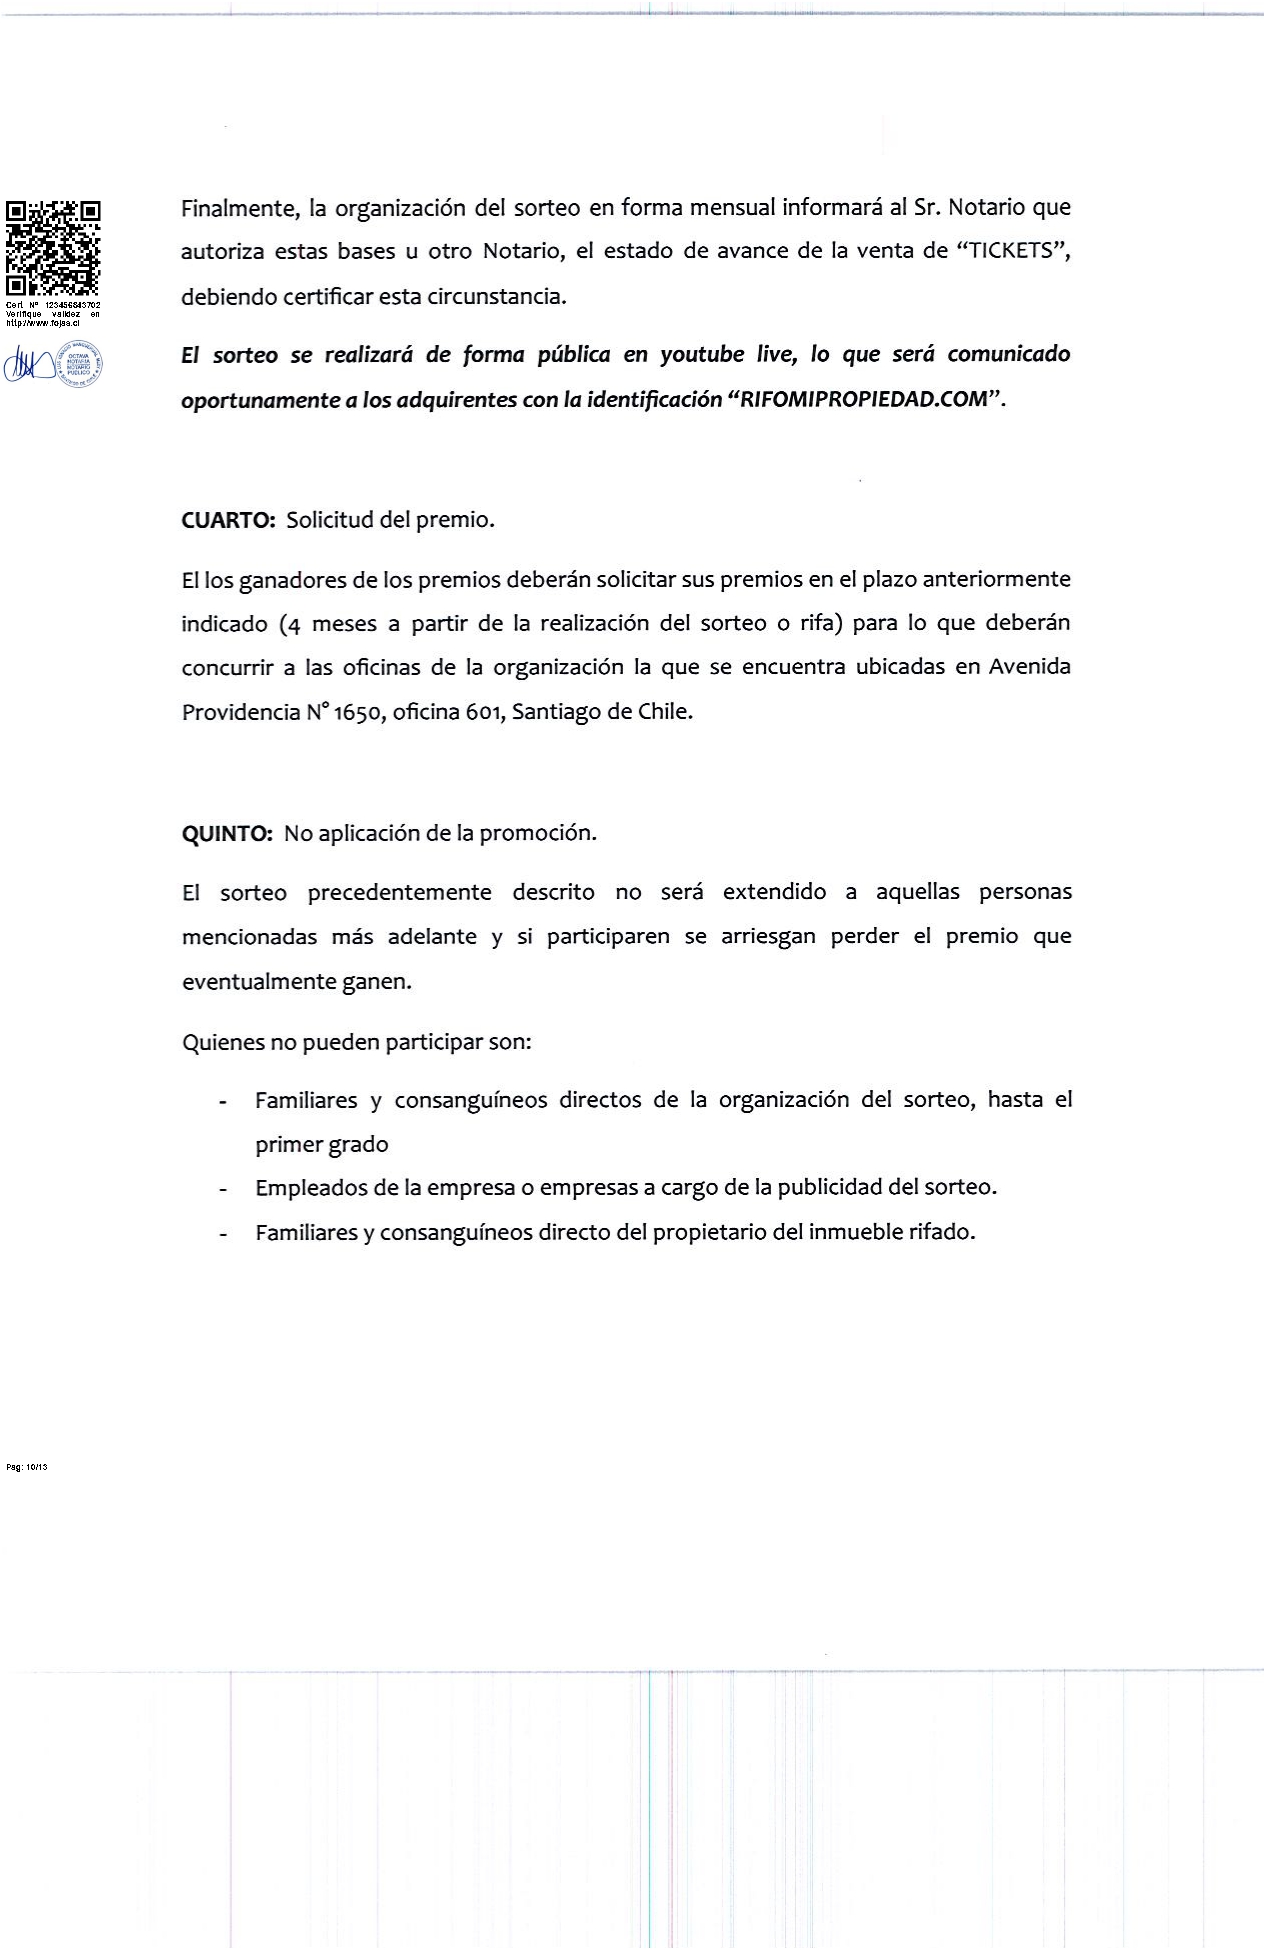 Finalmente, la organización del sorteo en forma mensual informará al Sr. Notario que
autoriza estas bases u otro Notario, el estado de avance de la venta de “TICKETS”,
debiendo certificar esta circunstancia.
Cert Nº 123456843702
Verifique validez en
http://www.fojas.cl
OCTAVA
NOTARIA
NOTARIO
PUBLICO
El sorteo se realizará de forma pública en youtube live, lo que será comunicado
oportunamente a los adquirentes con la identificación “RIFOMIPROPIEDAD.COM”.
CUARTO: Solicitud del premio.
El los ganadores de los premios deberán solicitar sus premios en el plazo anteriormente
indicado (4 meses a partir de la realización del sorteo o rifa) para lo que deberán
concurrir a las oficinas de la organización la que se encuentra ubicadas en Avenida
Providencia N° 1650, oficina 601, Santiago de Chile.
QUINTO: No aplicación de la promoción.
El sorteo precedentemente descrito no será extendido a aquellas personas
mencionadas más adelante y si participaren se arriesgan perder el premio que
eventualmente ganen.
Quienes no pueden participar son:
- Familiares y consanguíneos directos de la organización del sorteo, hasta el
primer grado
- Empleados de la empresa o empresas a cargo de la publicidad del sorteo.
- Familiares y consanguíneos directo del propietario del inmueble rifado.
Pag: 10/13